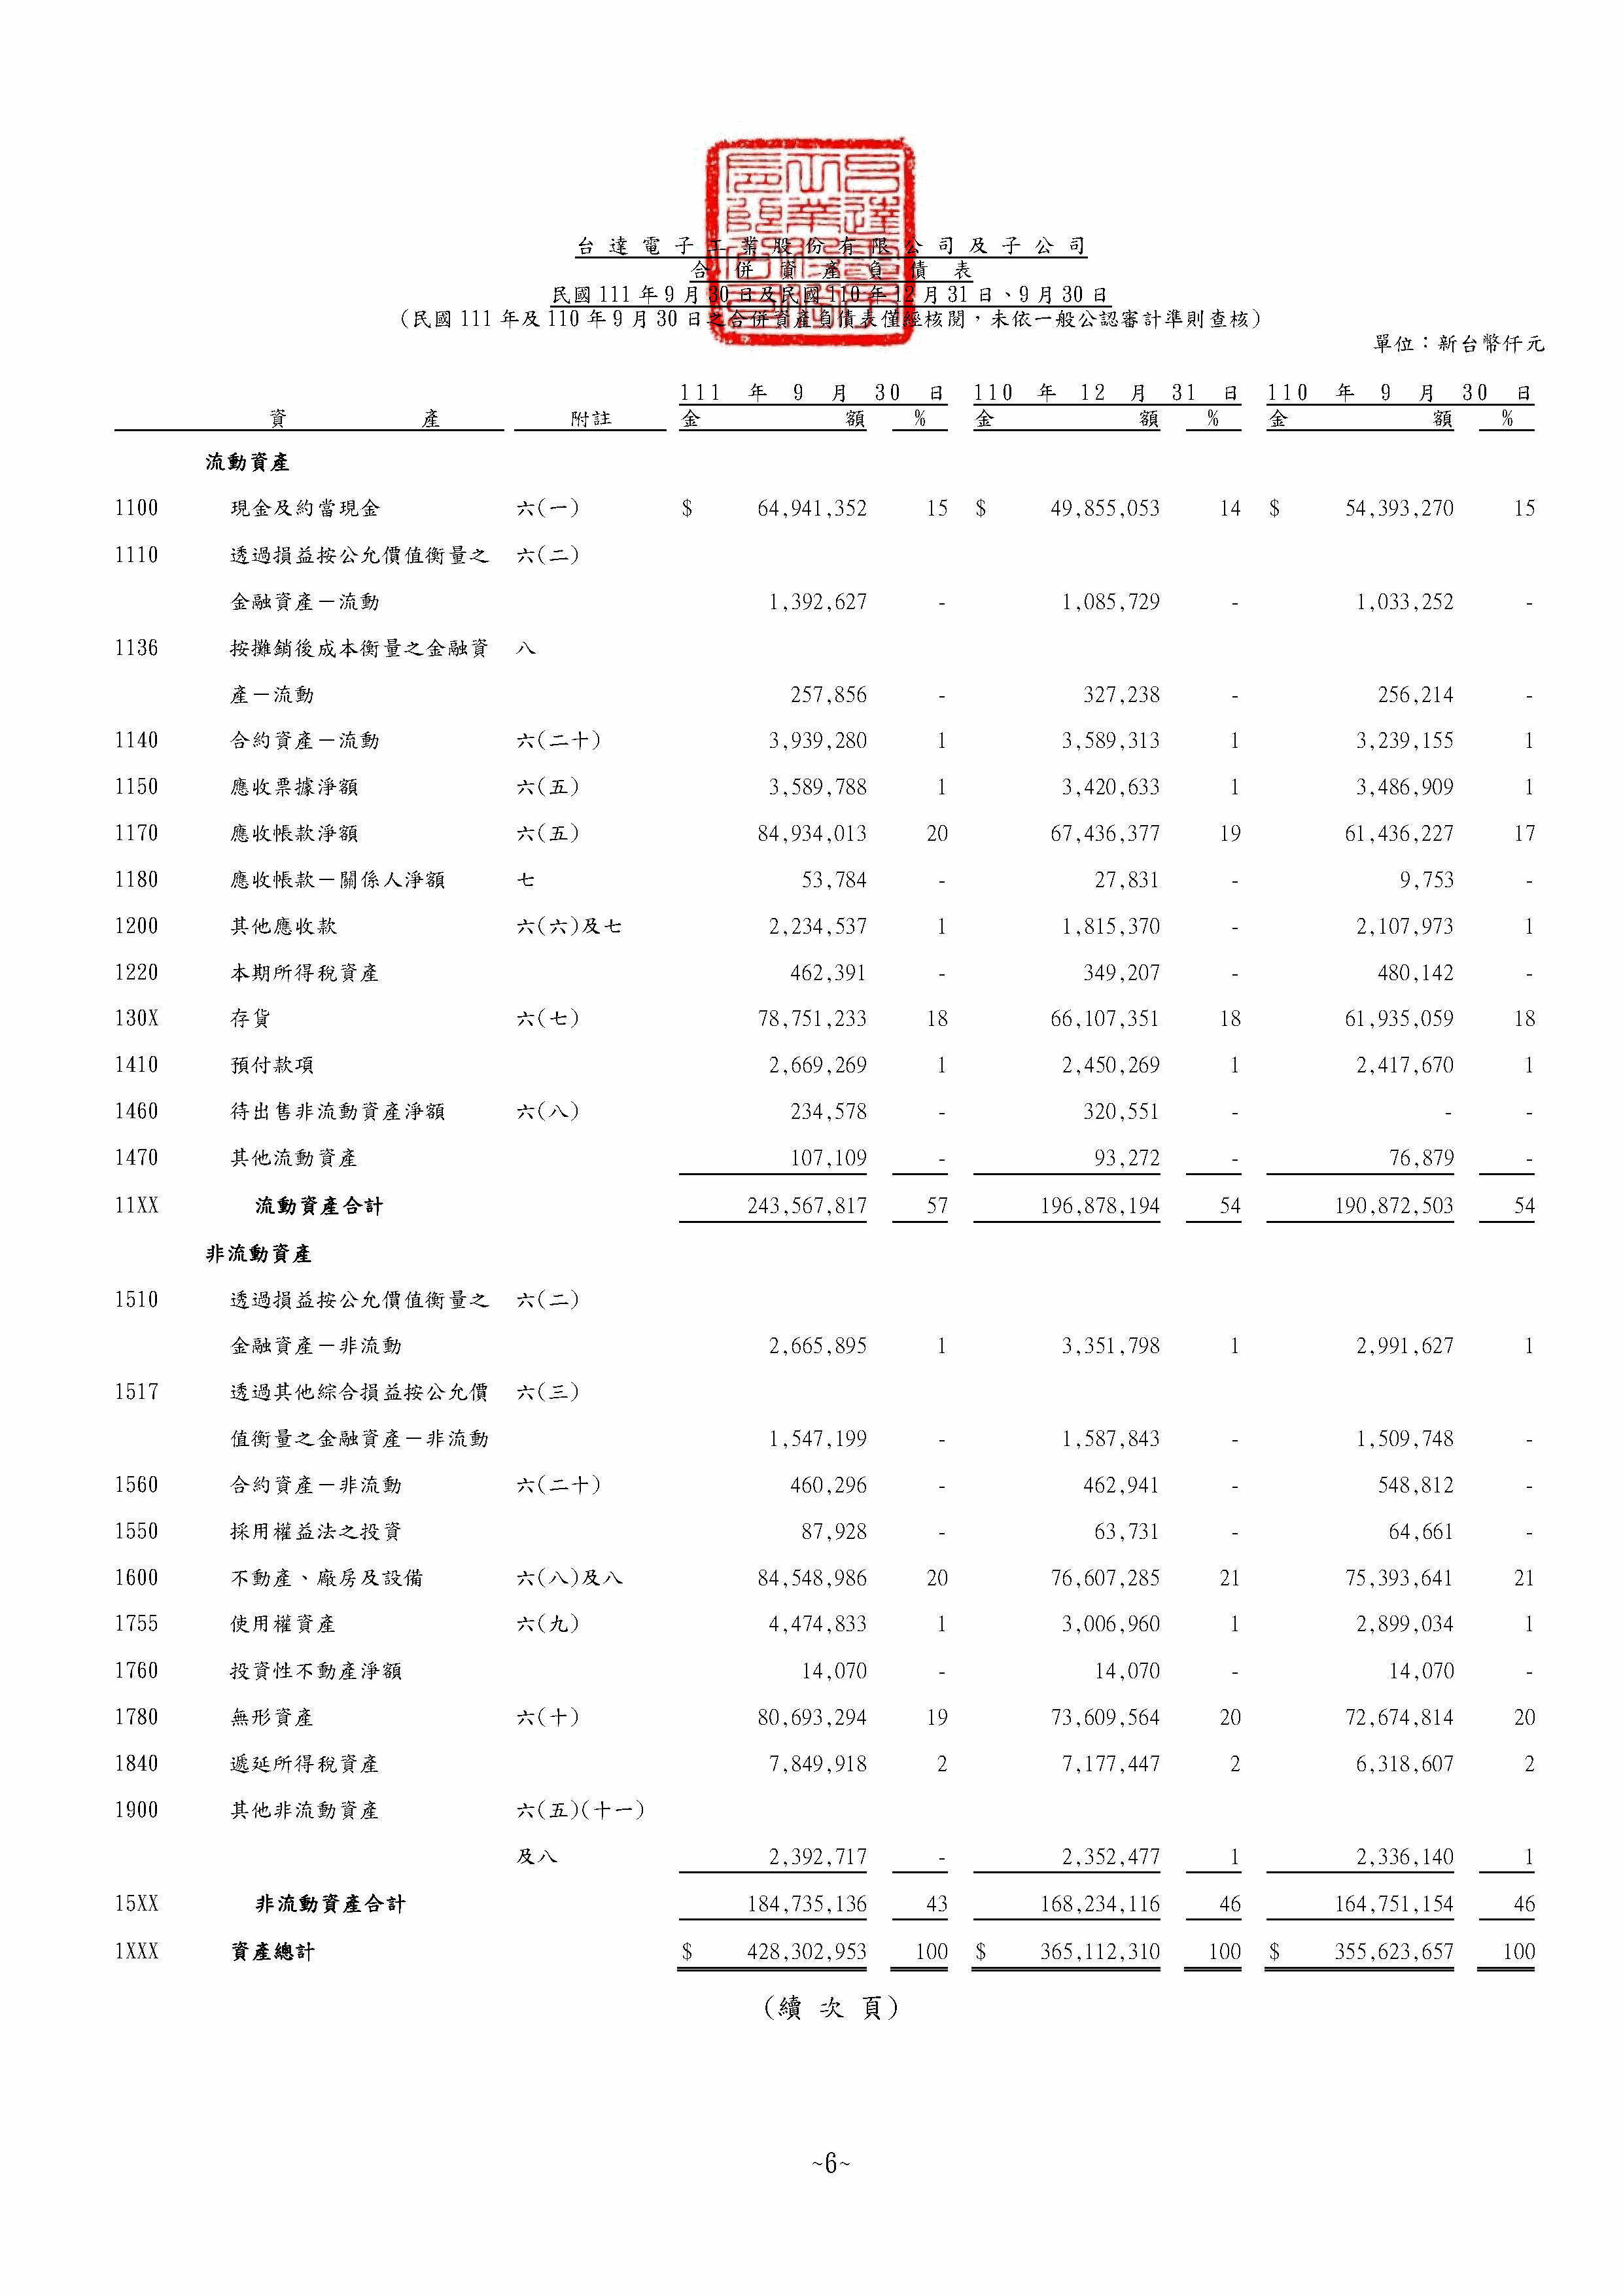 台達電子工業股份有限公司及子公司
合併資產負債表
民國111年9月30日及民國110年12月31日、9月30日
（民國111年及110年9月30日之合併資產負債表僅經核閱，未依一般公認審計準則查核）
單位：新台幣仟元
111 年 9 月 30 日 110 年 12 月 31 日 110 年 9 月 30 日
資產 附註 金額 % 金額 % 金額 %
流動資產
1100 現金及約當現金 六(一) $ 64,941,352 15 $ 49,855,053 14 $ 54,393,270 15
1110 透過損益按公允價值衡量之 六(二)
金融資產－流動 1,392,627 - 1,085,729 - 1,033,252 -
1136 按攤銷後成本衡量之金融資 八
產－流動 257,856 - 327,238 - 256,214 -
1140 合約資產－流動 六(二十) 3,939,280 1 3,589,313 1 3,239,155 1
1150 應收票據淨額 六(五) 3,589,788 1 3,420,633 1 3,486,909 1
1170 應收帳款淨額 六(五) 84,934,013 20 67,436,377 19 61,436,227 17
1180 應收帳款－關係人淨額 七 53,784 - 27,831 - 9,753 -
1200 其他應收款 六(六)及七 2,234,537 1 1,815,370 - 2,107,973 1
1220 本期所得稅資產 462,391 - 349,207 - 480,142 -
130X 存貨 六(七) 78,751,233 18 66,107,351 18 61,935,059 18
1410 預付款項 2,669,269 1 2,450,269 1 2,417,670 1
1460 待出售非流動資產淨額 六(八) 234,578 - 320,551 - - -
1470 其他流動資產 107,109 - 93,272 - 76,879 -
11XX 流動資產合計 243,567,817 57 196,878,194 54 190,872,503 54
非流動資產
1510 透過損益按公允價值衡量之 六(二)
金融資產－非流動 2,665,895 1 3,351,798 1 2,991,627 1
1517 透過其他綜合損益按公允價 六(三)
值衡量之金融資產－非流動 1,547,199 - 1,587,843 - 1,509,748 -
1560 合約資產－非流動 六(二十) 460,296 - 462,941 - 548,812 -
1550 採用權益法之投資 87,928 - 63,731 - 64,661 -
1600 不動產、廠房及設備 六(八)及八 84,548,986 20 76,607,285 21 75,393,641 21
1755 使用權資產 六(九) 4,474,833 1 3,006,960 1 2,899,034 1
1760 投資性不動產淨額 14,070 - 14,070 - 14,070 -
1780 無形資產 六(十) 80,693,294 19 73,609,564 20 72,674,814 20
1840 遞延所得稅資產 7,849,918 2 7,177,447 2 6,318,607 2
1900 其他非流動資產 六(五)(十一)
及八 2,392,717 - 2,352,477 1 2,336,140 1
15XX 非流動資產合計 184,735,136 43 168,234,116 46 164,751,154 46
1XXX 資產總計 $ 428,302,953 100 $ 365,112,310 100 $ 355,623,657 100
(續次頁)
~6~